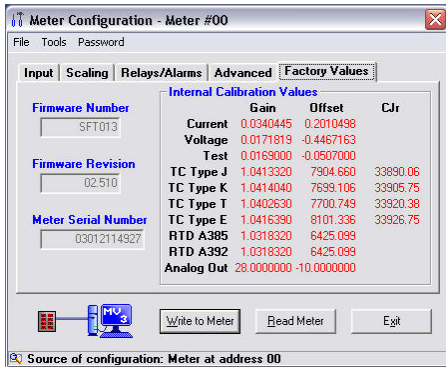 Meter Configuration - Meter #00
File Tools Password
Input Scaling Relays/Alarms Advanced Factory Values
Internal Calibration Values
Firmware Number
SFT013
Firmware Revision
02.510
Meter Serial Number
03012114927
Gain Offset CJr
Current 0.0340445 0.2010498
Voltage 0.0171819 -0.4467163
Test 0.0169000 -0.0507000
TC Type J 1.0413320 7904.660 33890.06
TC Type K 1.0414040 7699.106 33905.75
TC Type T 1.0402630 7700.749 33920.38
TC Type E 1.0416390 8101.336 33926.75
RTD A385 1.0318320 6425.099
RTD A392 1.0318320 6425.099
Analog Out 28.0000000 -10.0000000
MV 3
Write to Meter Read Meter Exit
Source of configuration: Meter at address 00